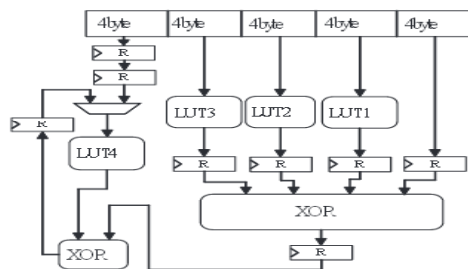 4byte 4byte 4byte 4byte 4byte
R
R
R
LUT3 LUT2 LUT1
LUT4
R R R R
XOR
XOR
R